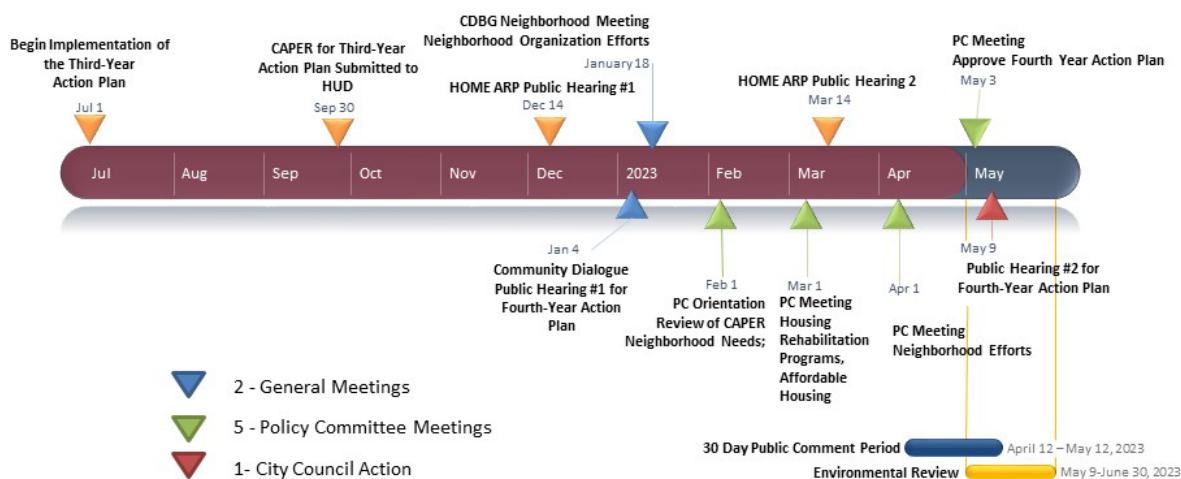 Begin Implementation of
the Third-Year
Action Plan
Jul 1
CAPER for Third-Year
Action Plan Submitted to
HUD
Sep 30
CDBG Neighborhood Meeting
Neighborhood Organization Efforts
January 18
HOME ARP Public Hearing #1
Dec 14
HOME ARP Public Hearing 2
Mar 14
PC Meeting
Approve Fourth Year Action Plan
May 3
Jul Aug Sep Oct Nov Dec 2023 Feb Mar Apr May
Jan 4
Community Dialogue
Public Hearing #1 for
Fourth-Year Action
Plan
Feb 1
PC Orientation
Review of CAPER
Neighborhood Needs;
Mar 1
PC Meeting
Housing
Rehabilitation
Programs,
Affordable
Housing
Apr 1
PC Meeting
Neighborhood Efforts
May 9
Public Hearing #2 for
Fourth-Year Action Plan
2 - General Meetings
5 - Policy Committee Meetings
1- City Council Action
30 Day Public Comment Period April 12 – May 12, 2023
Environmental Review May 9-June 30, 2023